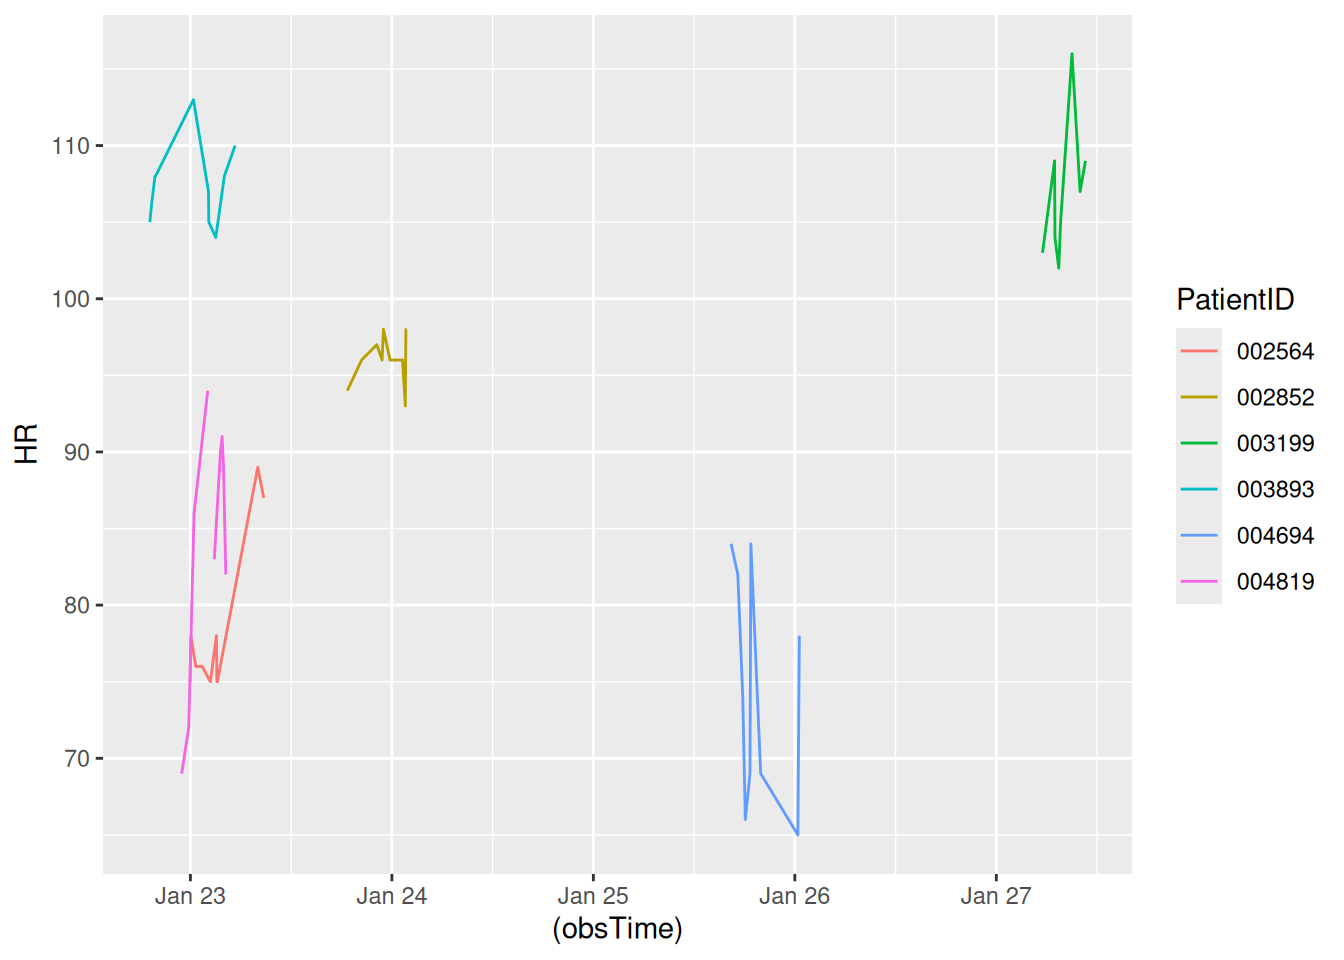 HR
110
100
90
80
70
Jan 23
Jan 24
Jan 25
Jan 26
Jan 27
(obsTime)
PatientID
002564
002852
003199
003893
004694
004819